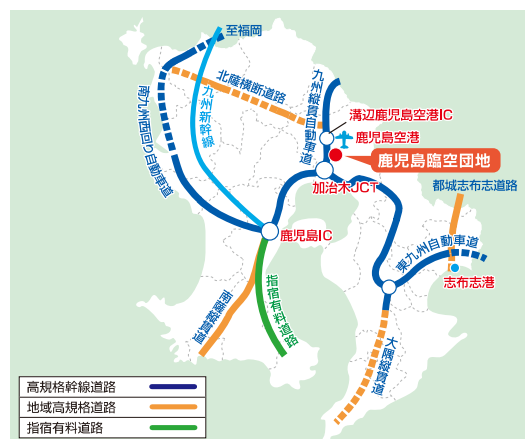 至福岡
九州新幹線
北薩横断道路
九州縦貫自動車道
溝辺鹿児島空港IC
鹿児島空港
鹿児島臨空団地
南九州西回り自動車道
加治木JCT
都城志布志道路
鹿児島IC
東九州自動車道
志布志港
南薩縦貫道
指宿有料道路
大隅縦貫道
高規格幹線道路
地域高規格道路
指宿有料道路